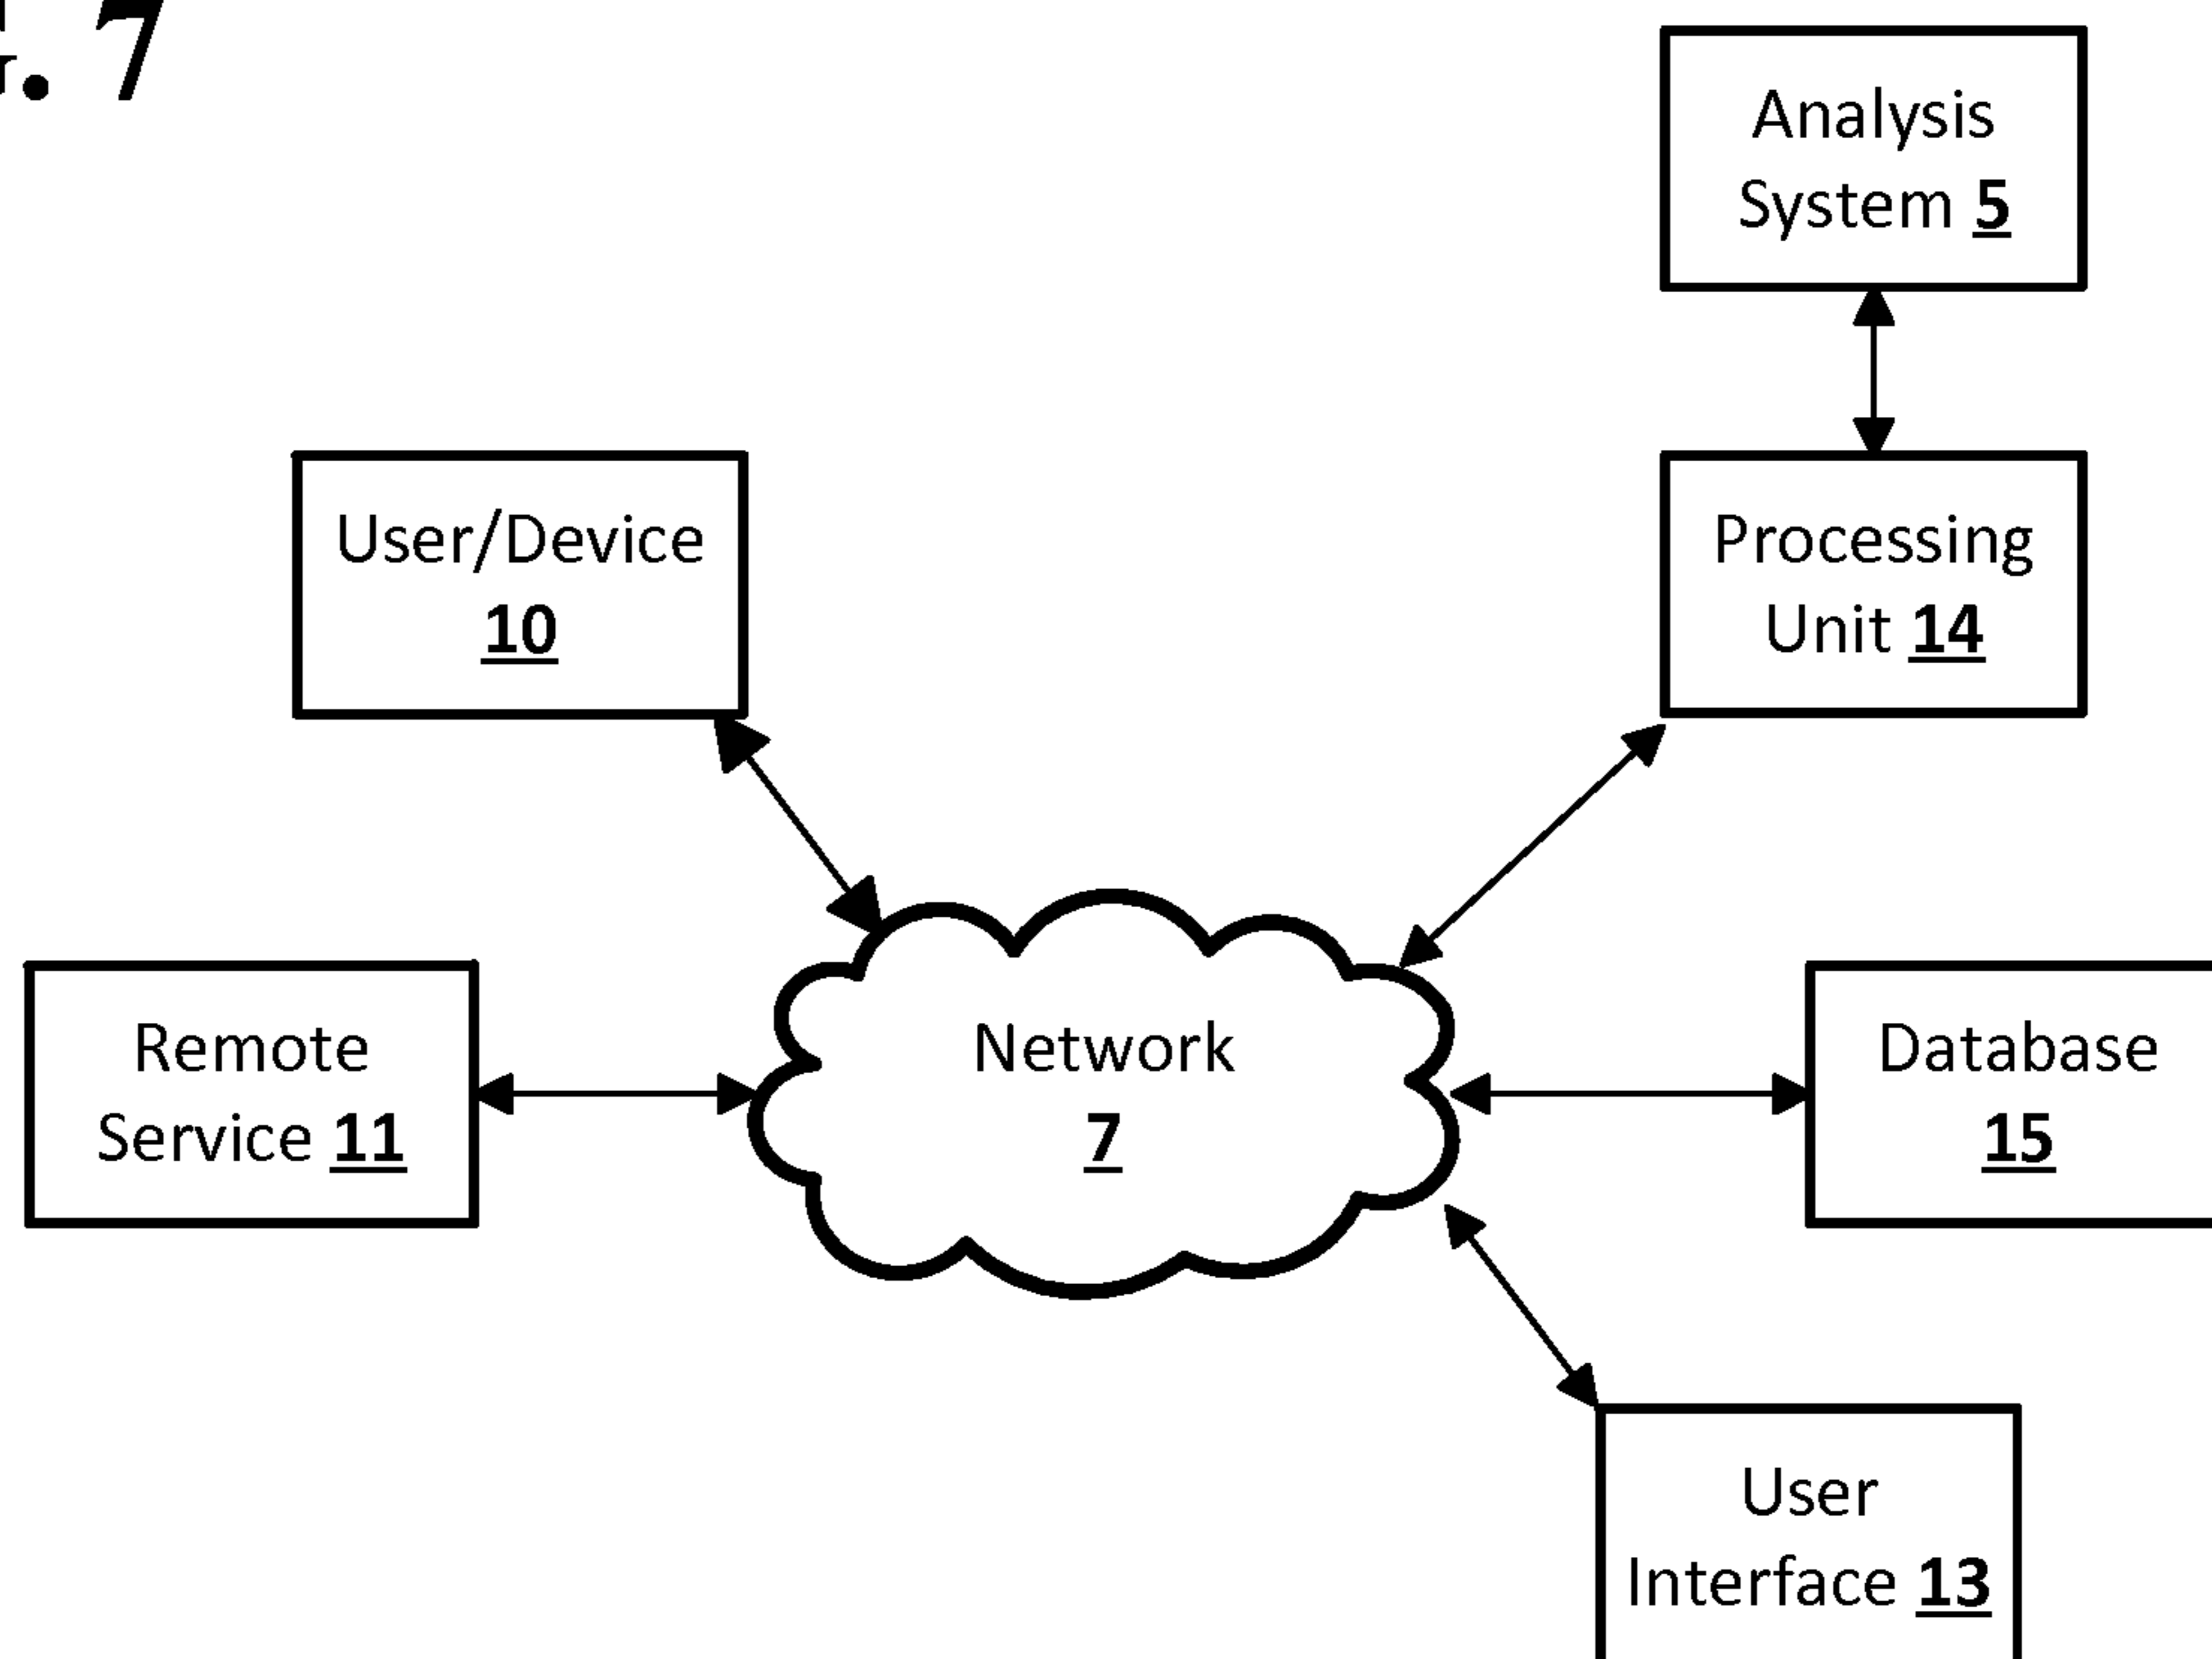 . 7
Analysis
System 5
User/Device
10
Processing
Unit 14
Remote
Service 11
Network
7
Database
15
User
Interface 13